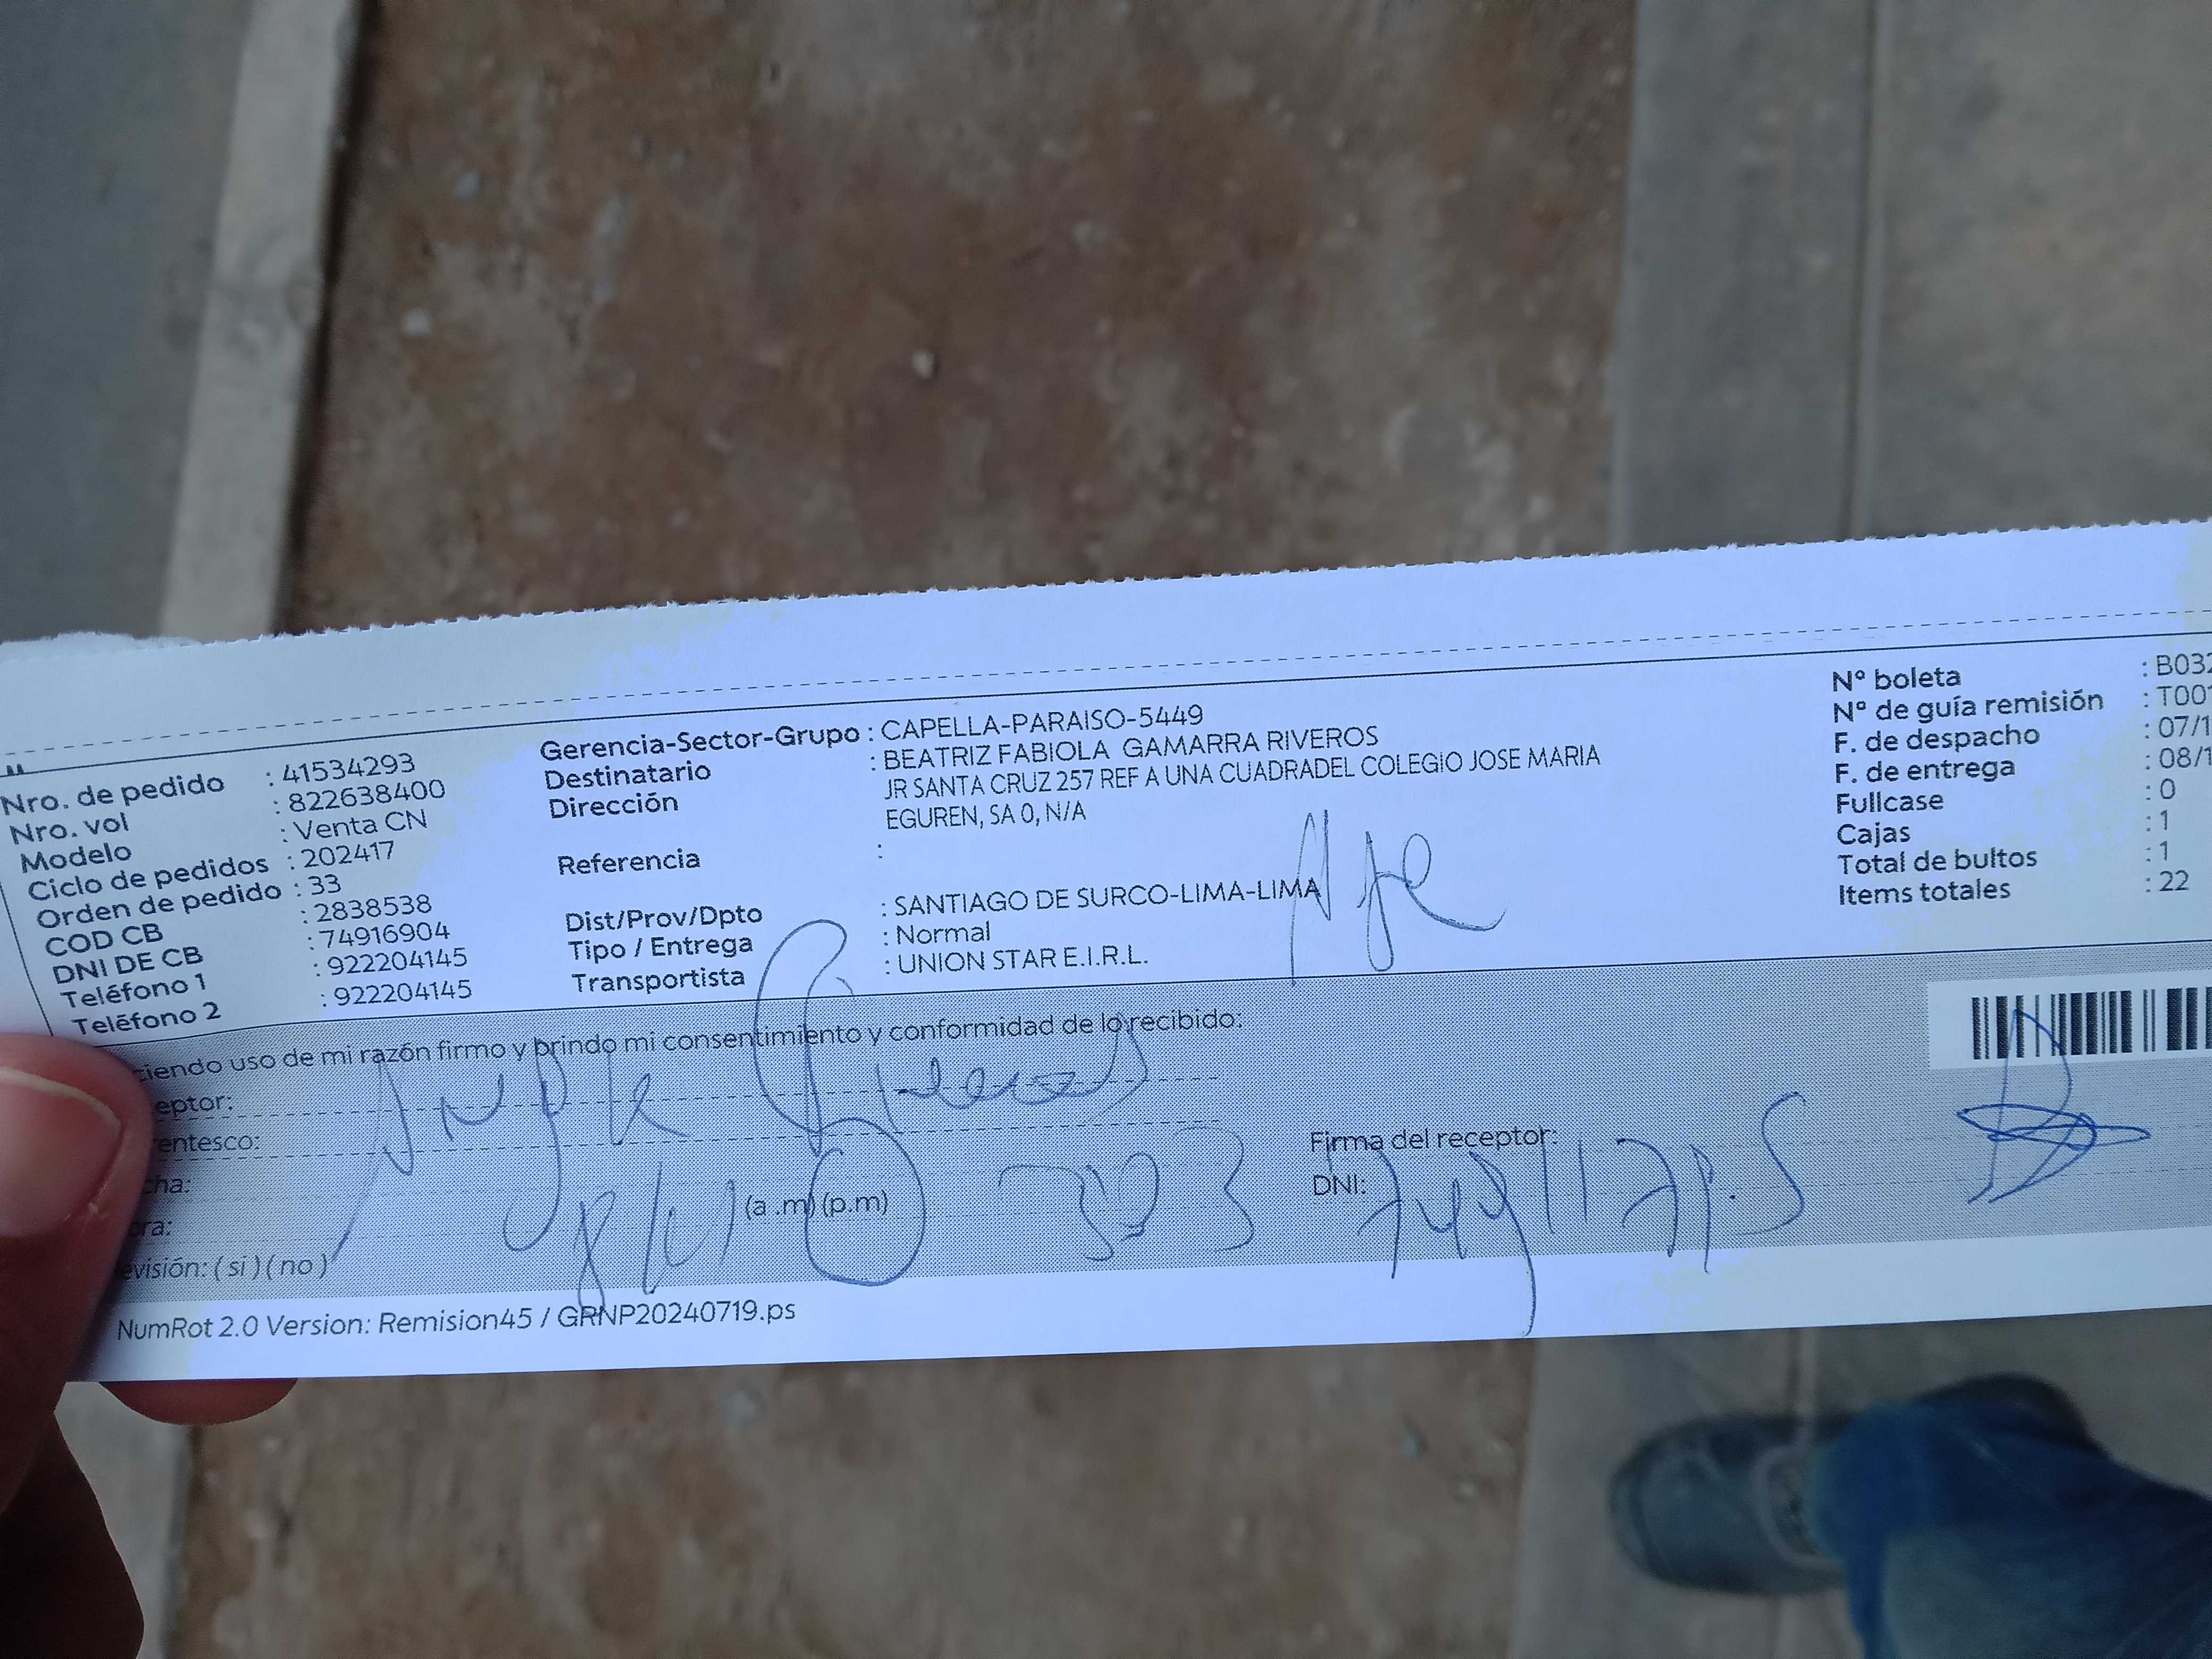 Nro. de pedido : 41534293
Nro. vol : 822638400
Modelo : Venta CN
Ciclo de pedidos : 202417
Orden de pedido : 33
COD CB : 2838538
DNI DE CB : 74916904
Teléfono 1 : 922204145
Teléfono 2 : 922204145
Gerencia-Sector-Grupo : CAPELLA-PARAISO-5449
Destinatario : BEATRIZ FABIOLA GAMARRA RIVEROS
Dirección JR SANTA CRUZ 257 REF A UNA CUADRADEL COLEGIO JOSE MARIA
EGUREN, SA 0, N/A
Referencia :
Dist/Prov/Dpto : SANTIAGO DE SURCO-LIMA-LIMA
Tipo / Entrega : Normal
Transportista : UNION STAR E.I.R.L.
Nº boleta : B032
Nº de guía remisión : T001
F. de despacho : 07/1
F. de entrega : 08/1
Fullcase : 0
Cajas : 1
Total de bultos : 1
Items totales : 22
ciendo uso de mi razón firmo y brindo mi consentimiento y conformidad de lo recibido:
eptor:
entesco:
cha:
ora: (a .m) (p.m)
evisión: ( si ) ( no )
Firma del receptor:
DNI:
NumRot 2.0 Version: Remision45 / GRNP20240719.ps